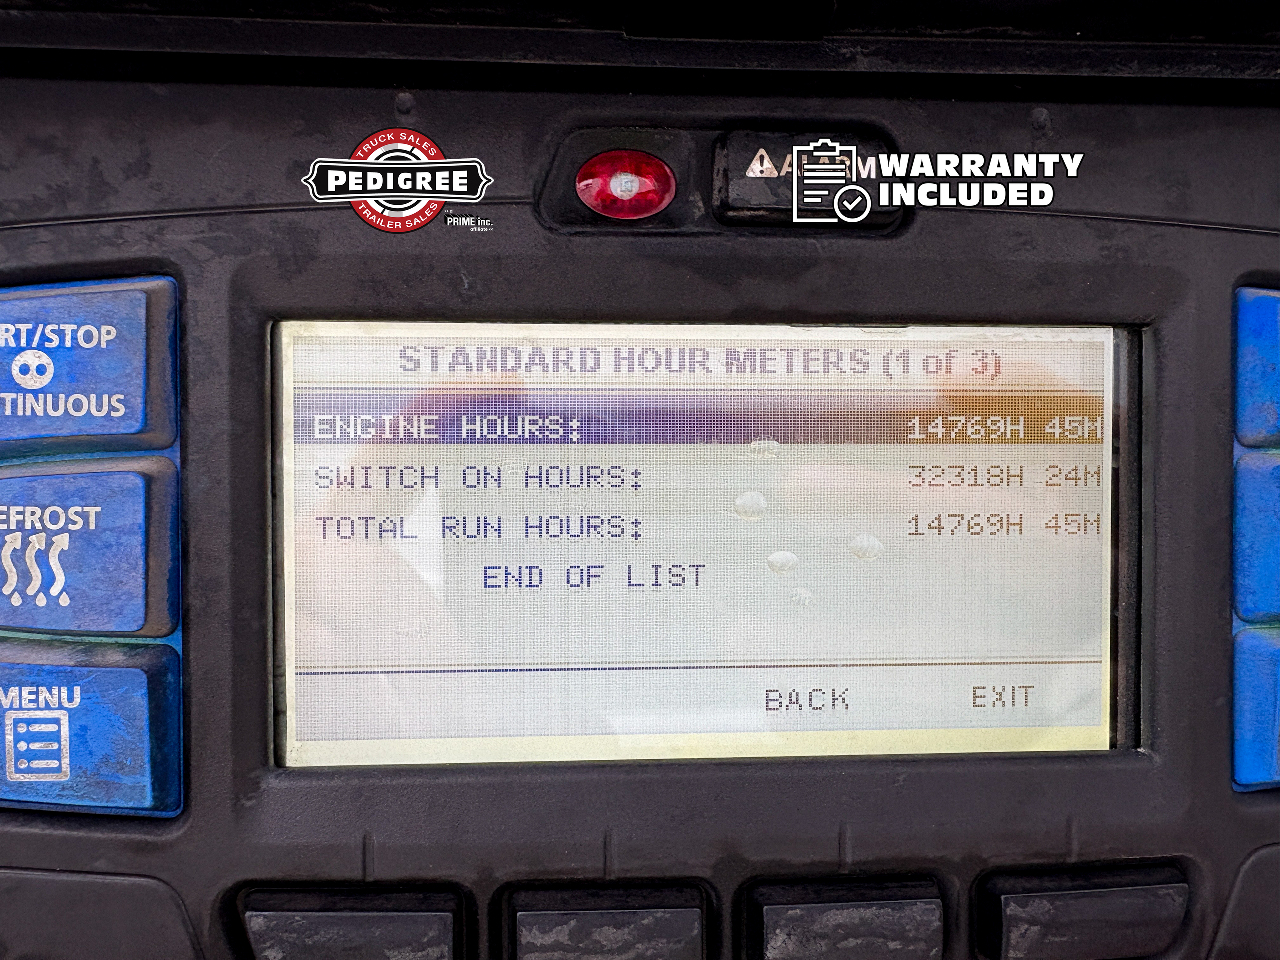 TRUCK SALES
PEDIGREE
TRAILER SALES
PRIME inc.
ALARM
WARRANTY
INCLUDED
RT/STOP
TINUOUS
EFROST
MENU
STANDARD HOUR METERS (1 of 3)
ENGINE HOURS: 14769H 45M
SWITCH ON HOURS: 32318H 24M
TOTAL RUN HOURS: 14769H 45M
END OF LIST
BACK EXIT